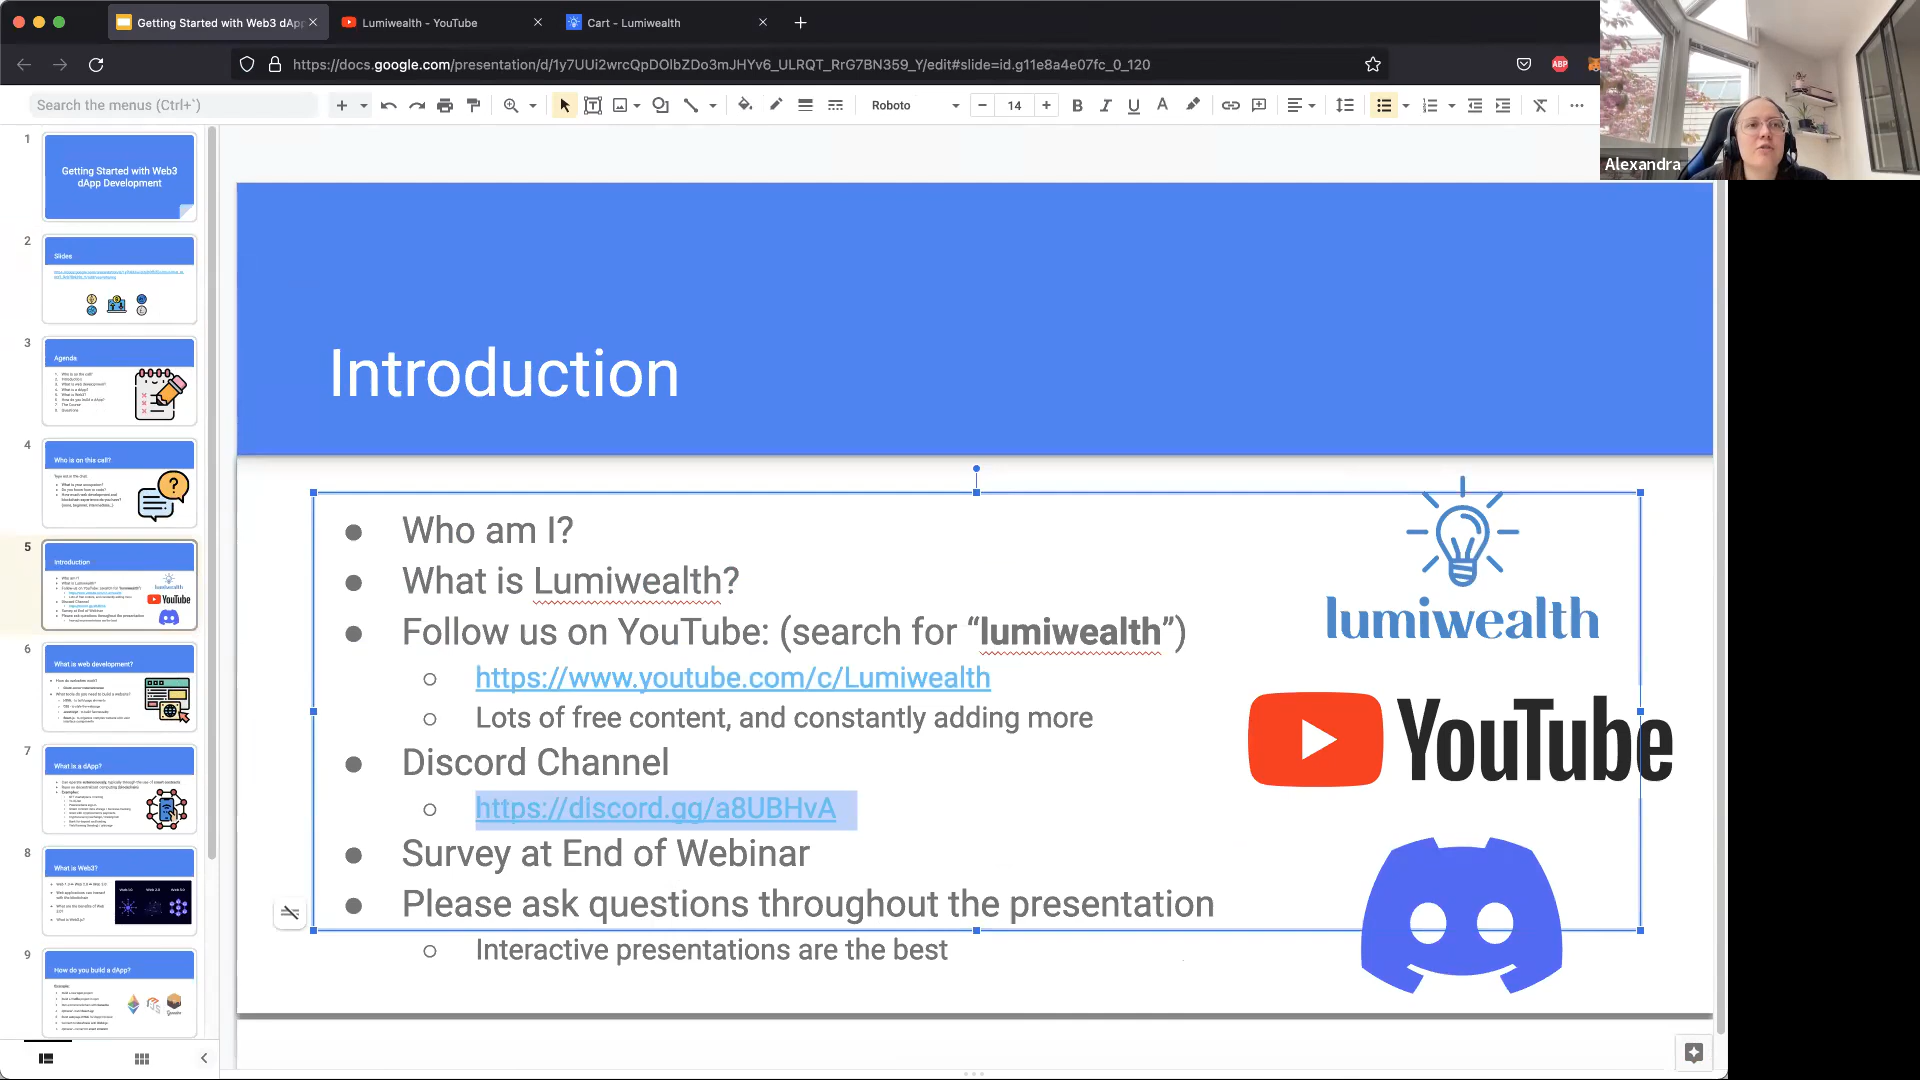 Getting Started with Web3 dApp
Lumiwealth - YouTube
Cart - Lumiwealth
https://docs.google.com/presentation/d/1y7UUi2wrcQpDOlbZDo3mJHYv6_ULRQT_RrG7BN359_Y/edit#slide=id.g11e8a4e07fc_0_120
ABP
Search the menus (Ctrl+`)
Roboto
14
Alexandra
1
Getting Started with Web3
dApp Development
2
Slides
3
Agenda
4
Who is on this call?
5
Introduction
6
What is web development?
7
What is a dApp?
8
What is Web3?
9
How do you build a dApp?
Introduction
● Who am I?
● What is Lumiwealth?
● Follow us on YouTube: (search for “lumiwealth”)
○ https://www.youtube.com/c/Lumiwealth
○ Lots of free content, and constantly adding more
● Discord Channel
○ https://discord.gg/a8UBHvA
● Survey at End of Webinar
● Please ask questions throughout the presentation
○ Interactive presentations are the best
lumiwealth
YouTube